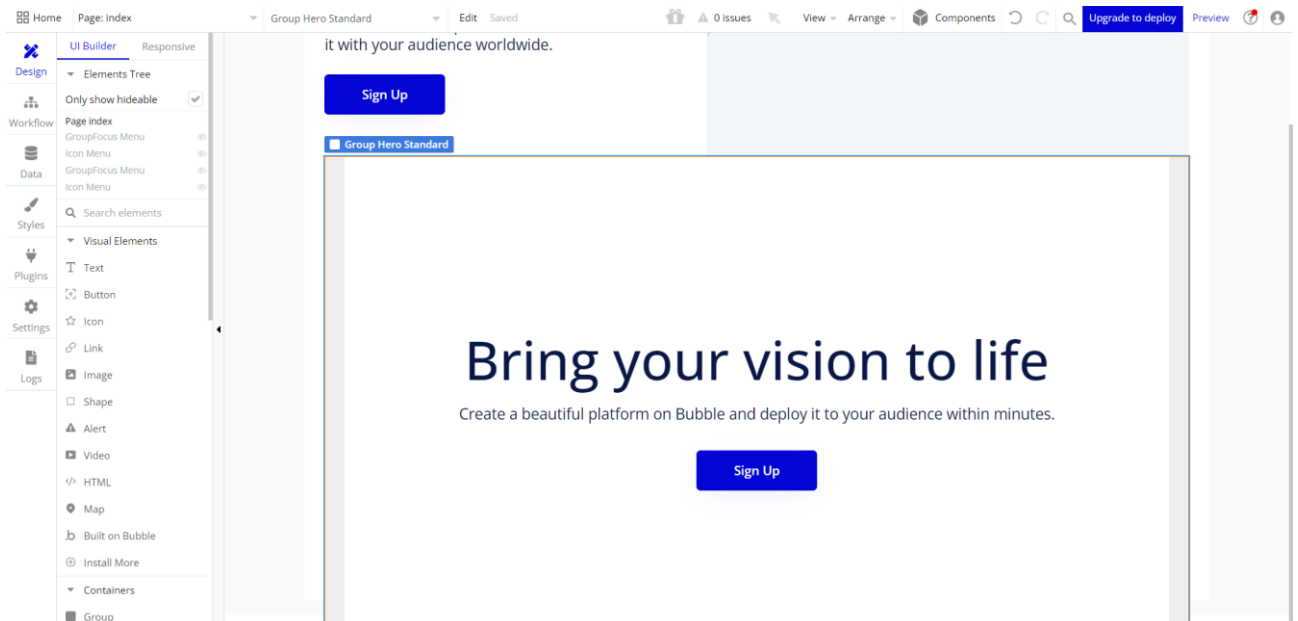 Home Page: index Group Hero Standard Edit Saved 0 issues View Arrange Components Upgrade to deploy Preview
Design
Workflow
Data
Styles
Plugins
Settings
Logs
UI Builder Responsive
Elements Tree
Only show hideable
Page index
GroupFocus Menu
Icon Menu
GroupFocus Menu
Icon Menu
Search elements
Visual Elements
Text
Button
Icon
Link
Image
Shape
Alert
Video
HTML
Map
Built on Bubble
Install More
Containers
Group
it with your audience worldwide.
Sign Up
Group Hero Standard
Bring your vision to life
Create a beautiful platform on Bubble and deploy it to your audience within minutes.
Sign Up